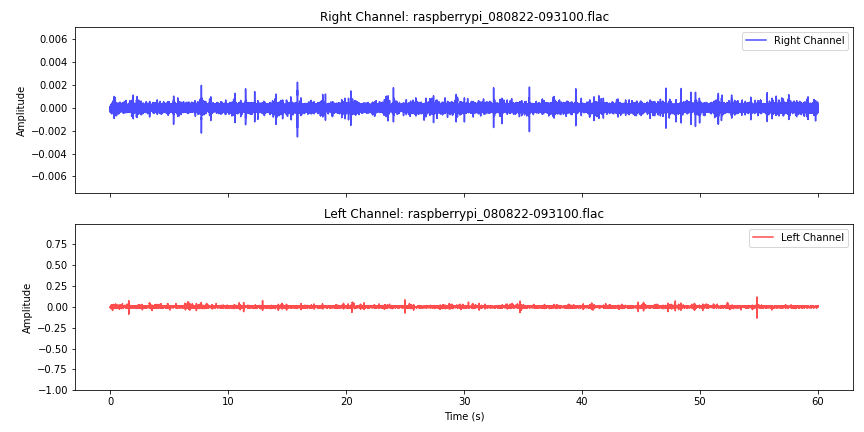 Right Channel: raspberrypi_080822-093100.flac
Right Channel
Amplitude
0.006
0.004
0.002
0.000
−0.002
−0.004
−0.006
Left Channel: raspberrypi_080822-093100.flac
Left Channel
Amplitude
0.75
0.50
0.25
0.00
−0.25
−0.50
−0.75
−1.00
0 10 20 30 40 50 60
Time (s)